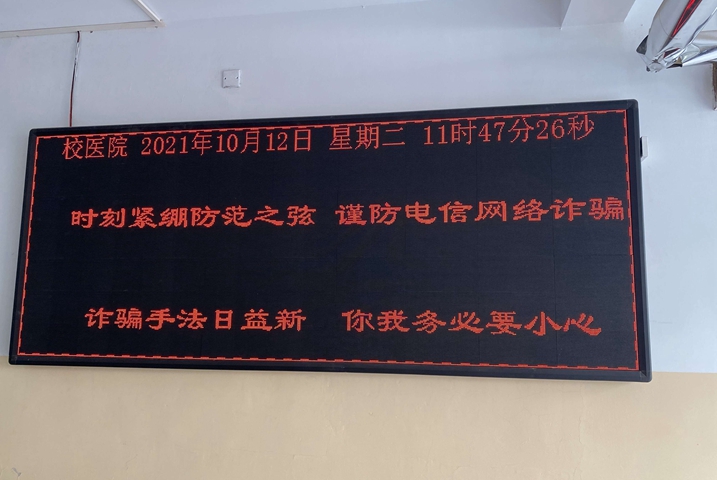 校医院 2021年10月12日 星期二 11时47分26秒
时刻紧绷防范之弦 谨防电信网络诈骗
诈骗手法日益新 你我务必要小心